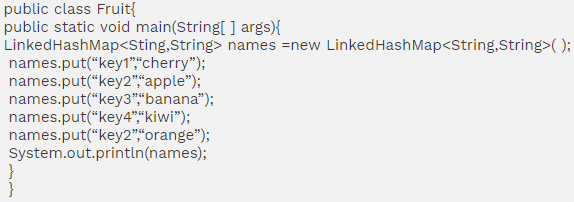 public class Fruit{
public static void main(String[ ] args){
LinkedHashMap<Sting,String> names =new LinkedHashMap<String,String>( );
names.put(“key1”,“cherry”);
names.put(“key2”,“apple”);
names.put(“key3”,“banana”);
names.put(“key4”,“kiwi”);
names.put(“key2”,“orange”);
System.out.println(names);
}
}